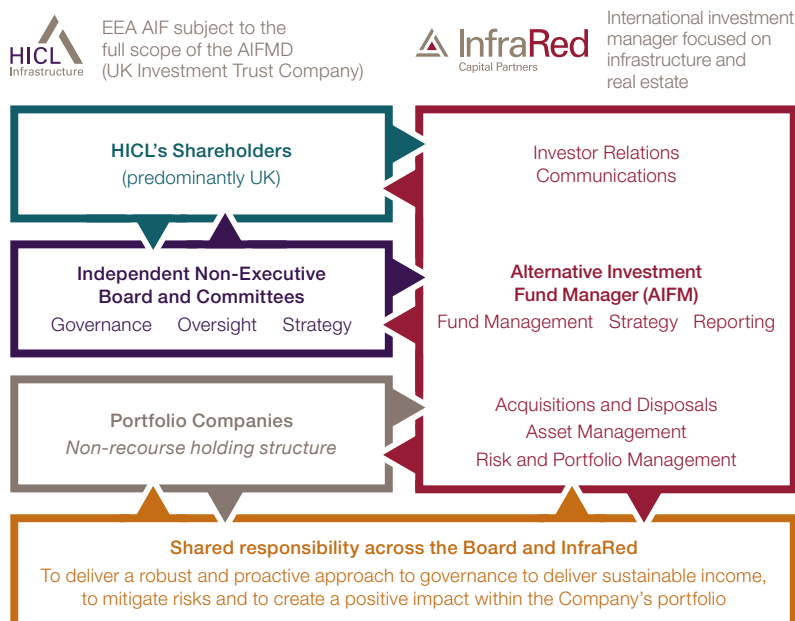 HICL
Infrastructure
EEA AIF subject to the
full scope of the AIFMD
(UK Investment Trust Company)
InfraRed
Capital Partners
International investment
manager focused on
infrastructure and
real estate
HICL's Shareholders
(predominantly UK)
Investor Relations
Communications
Independent Non-Executive
Board and Committees
Governance Oversight Strategy
Alternative Investment
Fund Manager (AIFM)
Fund Management Strategy Reporting
Portfolio Companies
Non-recourse holding structure
Acquisitions and Disposals
Asset Management
Risk and Portfolio Management
Shared responsibility across the Board and InfraRed
To deliver a robust and proactive approach to governance to deliver sustainable income,
to mitigate risks and to create a positive impact within the Company's portfolio